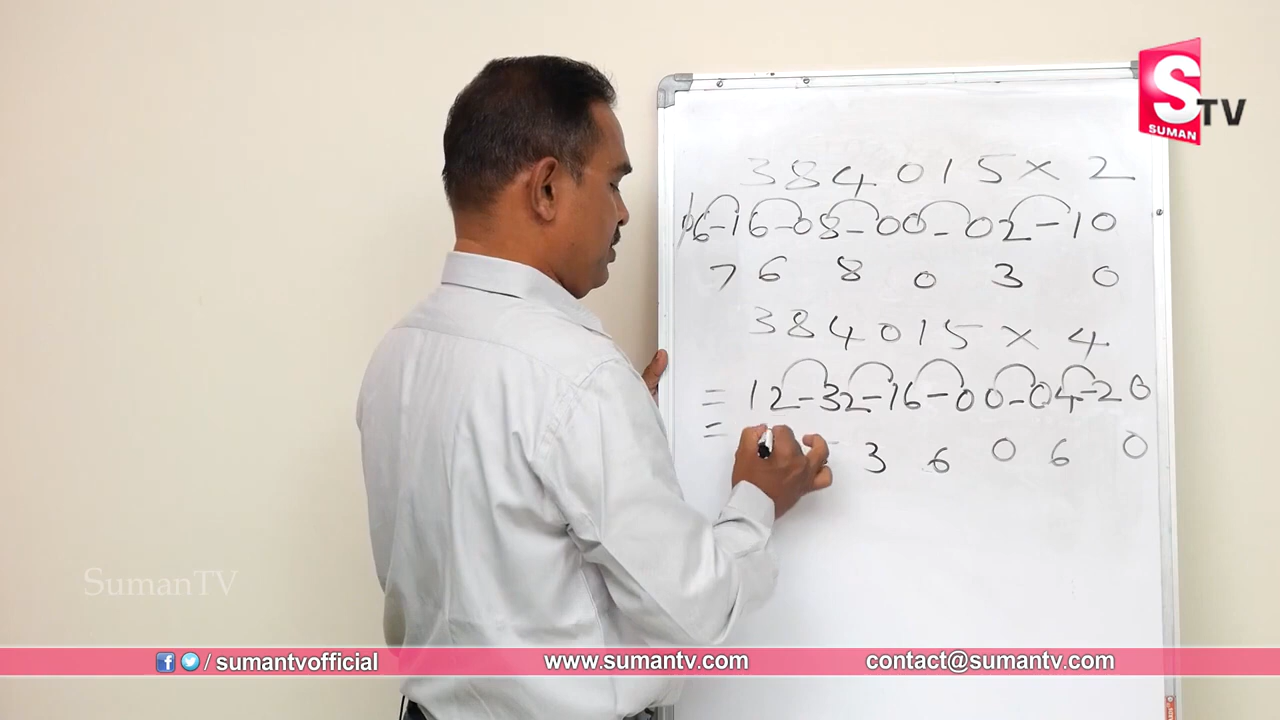 S TV
SUMAN
384015 × 2
06-16-08-00-02-10
7 6 8 0 3 0
384015 × 4
= 12-32-16-00-04-20
= 3 6 0 6 0
SumanTV
/ sumantvofficial www.sumantv.com contact@sumantv.com